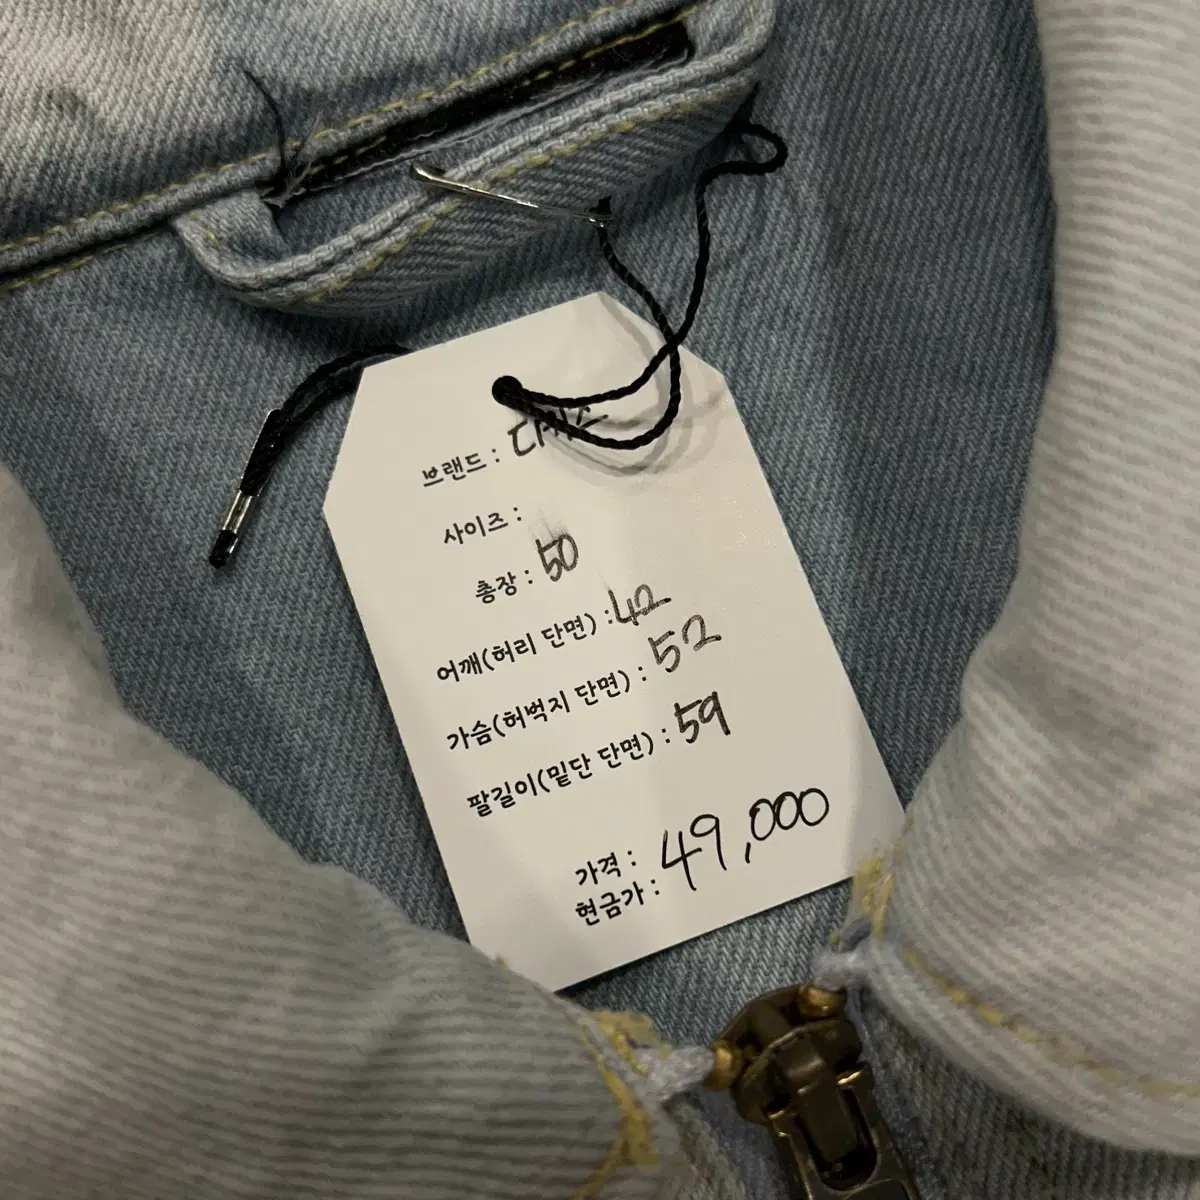 브랜드 : 디키스
사이즈 :
총장 : 50
어깨(허리 단면) : 42
가슴(허벅지 단면) : 52
팔길이(밑단 단면) : 59
가격 : 49,000
현금가 :